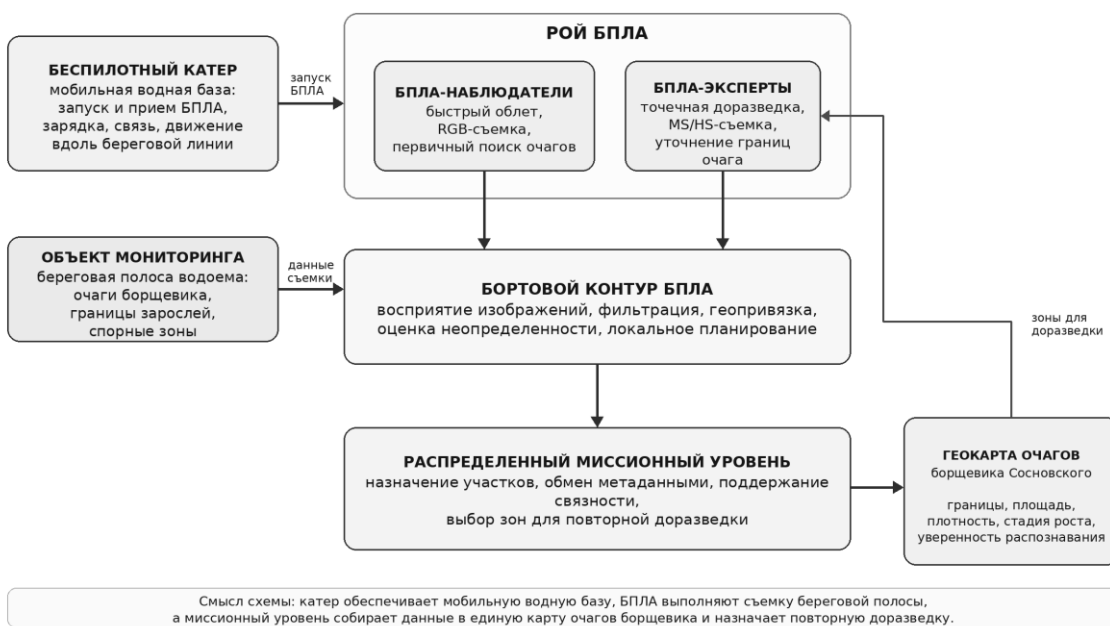 РОЙ БПЛА
БЕСПИЛОТНЫЙ КАТЕР
мобильная водная база:
запуск и прием БПЛА,
зарядка, связь, движение
вдоль береговой линии
запуск
БПЛА
БПЛА-НАБЛЮДАТЕЛИ
быстрый облет,
RGB-съемка,
первичный поиск очагов
БПЛА-ЭКСПЕРТЫ
точечная доразведка,
MS/HS-съемка,
уточнение границ
очага
ОБЪЕКТ МОНИТОРИНГА
береговая полоса водоема:
очаги борщевика,
границы зарослей,
спорные зоны
данные
съемки
БОРТОВОЙ КОНТУР БПЛА
восприятие изображений, фильтрация, геопривязка,
оценка неопределенности, локальное планирование
зоны для
доразведки
РАСПРЕДЕЛЕННЫЙ МИССИОННЫЙ УРОВЕНЬ
назначение участков, обмен метаданными, поддержание
связности,
выбор зон для повторной доразведки
ГЕОКАРТА ОЧАГОВ
борщевика Сосновского
границы, площадь,
плотность, стадия роста,
уверенность распознавания
Смысл схемы: катер обеспечивает мобильную водную базу, БПЛА выполняют съемку береговой полосы,
а миссионный уровень собирает данные в единую карту очагов борщевика и назначает повторную доразведку.